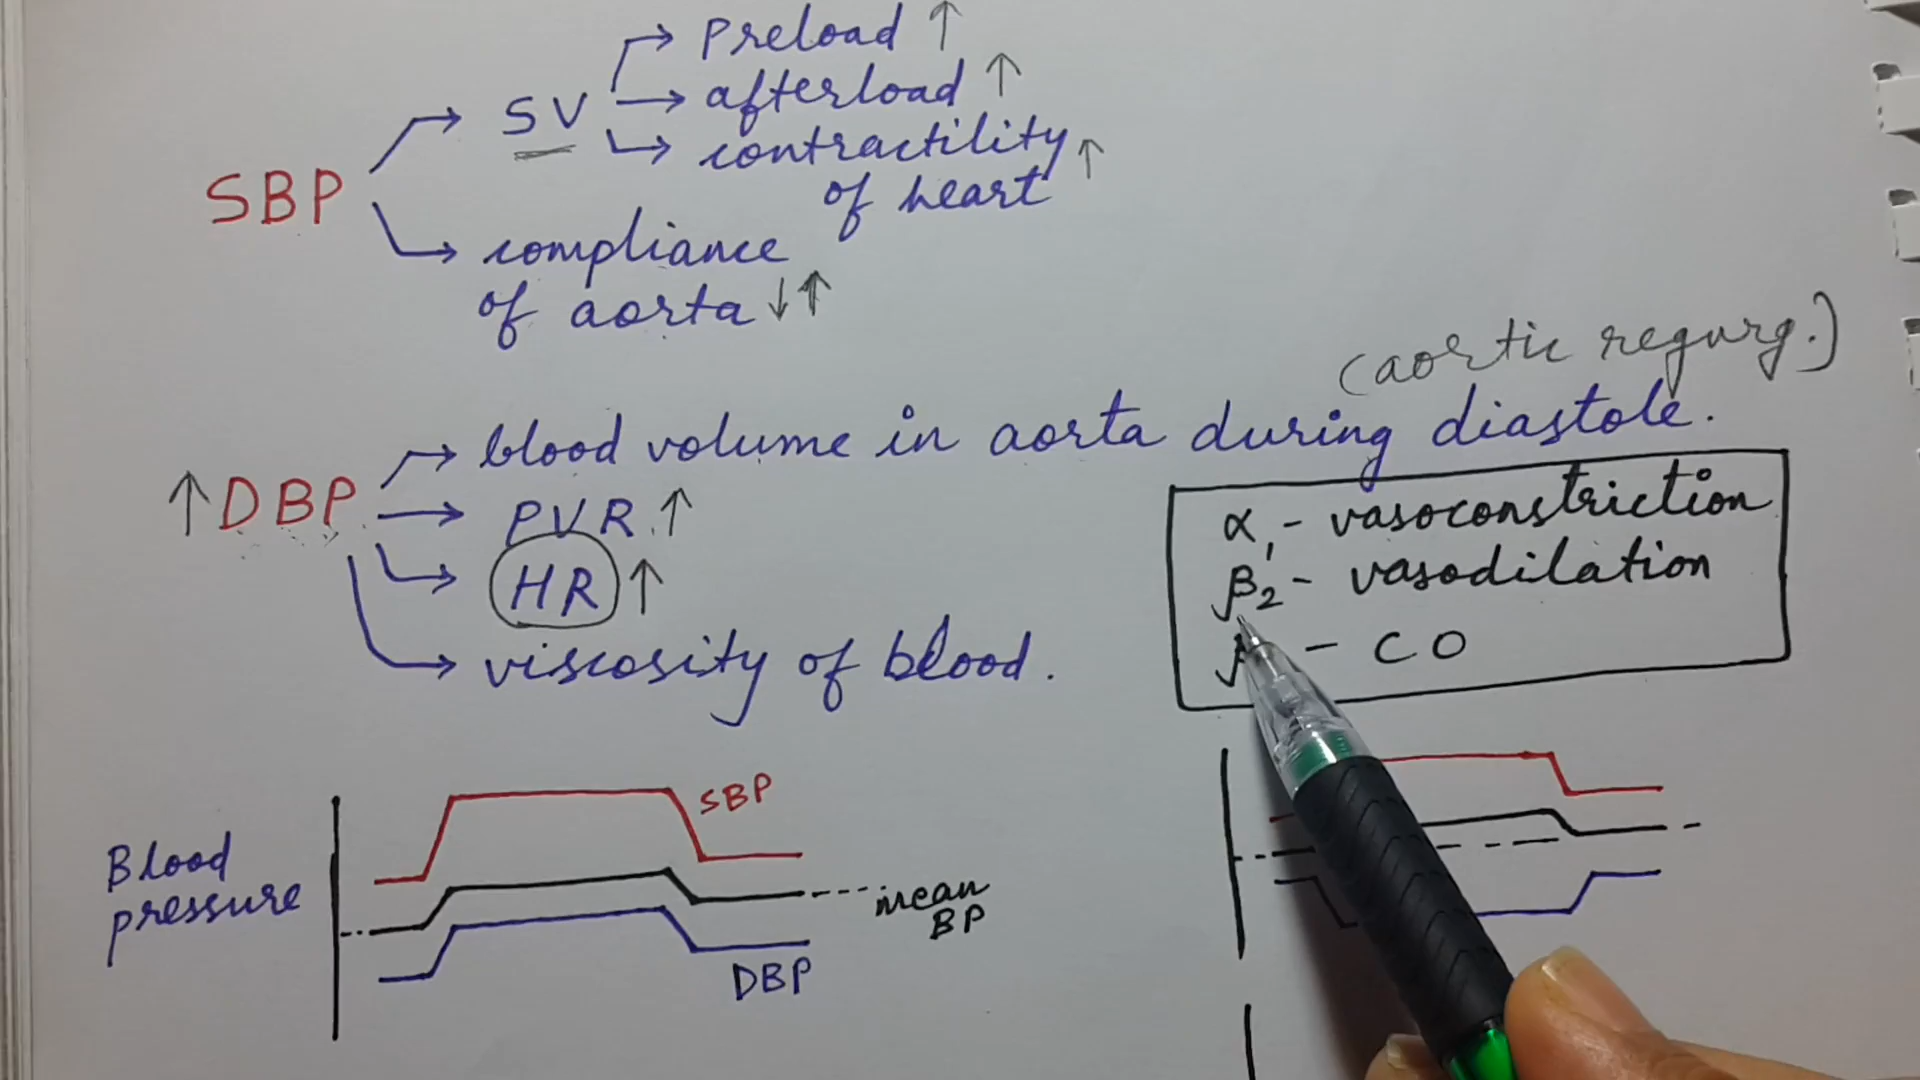 Preload ↑
SV → afterload ↑
→ contractility ↑
of heart
SBP
compliance
of aorta ↓↑
(aortic regurg.)
blood volume in aorta during diastole.
↑DBP → PVR ↑
HR ↑
viscosity of blood.
α1 - vasoconstriction
β2 - vasodilation
- CO
Blood
pressure
SBP
mean
BP
DBP